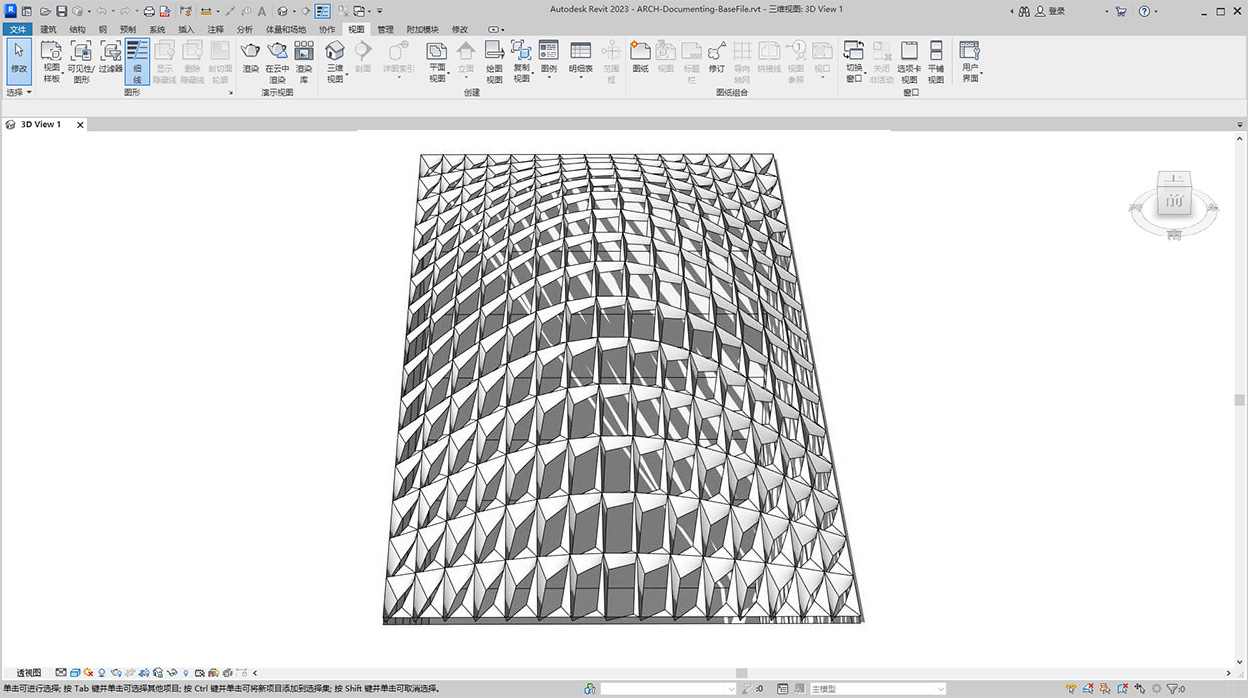 Autodesk Revit 2023 - ARCH-Documenting-BaseFile.rvt - 三维视图: 3D View 1
登录
文件 建筑 结构 钢 预制 系统 插入 注释 分析 体量和场地 协作 视图 管理 附加模块 修改
修改
视图 样板
可见性/ 图形
过滤器
细 线
显示 隐藏线
删除 隐藏线
剖切面 轮廓
渲染
在云中 渲染
渲染 库
三维 视图
剖面
详图索引
平面 视图
立面
绘图 视图
复制 视图
图例
明细表
范围 框
图纸
视图
标题 栏
修订
导向 轴网
拼接线
视图 参照
视口
切换 窗口
关闭 非活动
选项卡 视图
平铺 视图
用户 界面
选择 图形 演示视图 创建 图纸组合 窗口
3D View 1
上
前
南
透视图
单击可进行选择; 按 Tab 键并单击可选择其他项目; 按 Ctrl 键并单击可将新项目添加到选择集; 按 Shift 键并单击可取消选择。
:0
主模型
:0